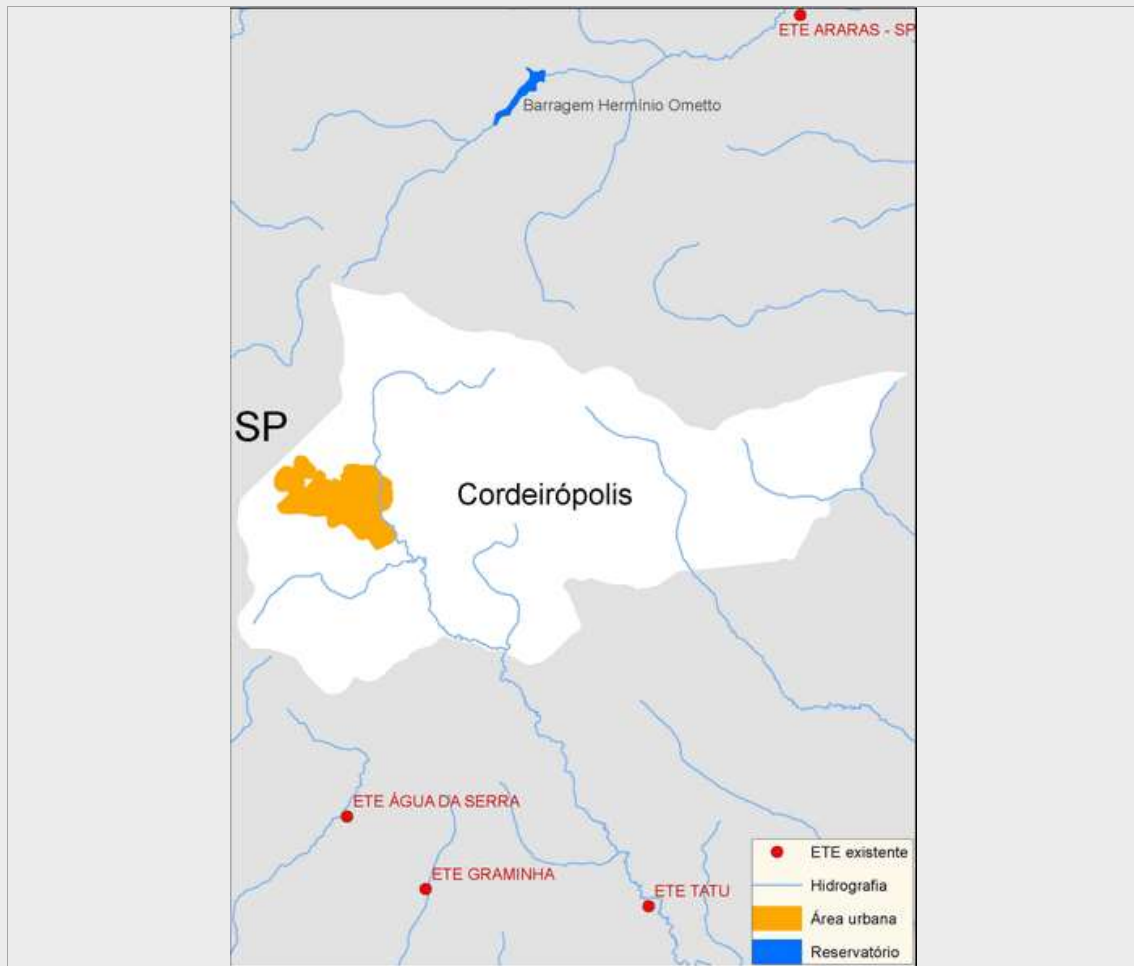 ETE ARARAS - SP
Barragem Hermínio Ometto
SP
Cordeirópolis
ETE ÁGUA DA SERRA
ETE GRAMINHA
ETE TATU
ETE existente
Hidrografia
Área urbana
Reservatório